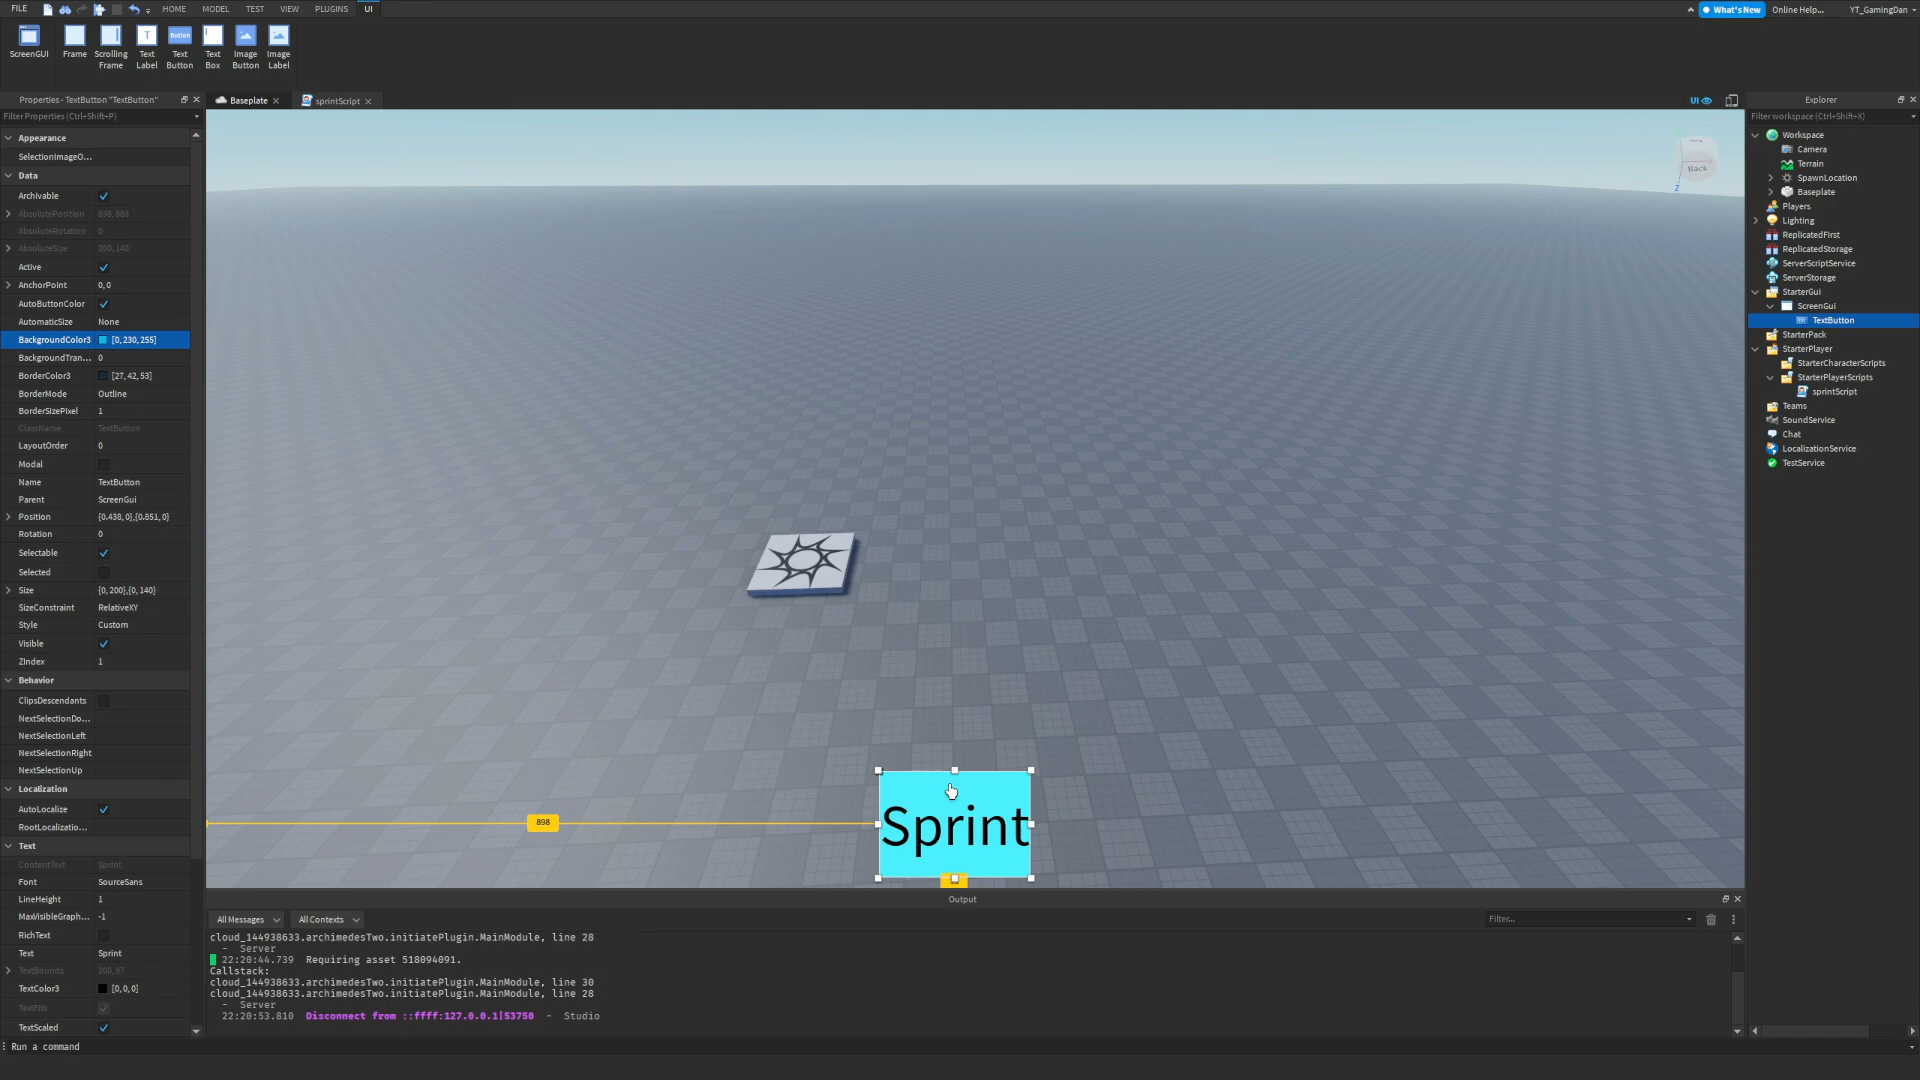 FILE HOME MODEL TEST VIEW PLUGINS UI What's New Online Help... YT_GamingDan
ScreenGUI Frame Scrolling Frame Text Label Button Text Button Text Box Image Button Image Label
Properties - TextButton "TextButton"
Baseplate
sprintScript
UI
Explorer
Filter Properties (Ctrl+Shift+P)
Filter workspace (Ctrl+Shift+X)
Appearance
SelectionImageO...
Data
Archivable
AbsolutePosition 898, 883
AbsoluteRotation 0
AbsoluteSize 200, 140
Active
AnchorPoint 0, 0
AutoButtonColor
AutomaticSize None
BackgroundColor3 [0, 230, 255]
BackgroundTran... 0
BorderColor3 [27, 42, 53]
BorderMode Outline
BorderSizePixel 1
ClassName TextButton
LayoutOrder 0
Modal
Name TextButton
Parent ScreenGui
Position {0.438, 0},{0.851, 0}
Rotation 0
Selectable
Selected
Size {0, 200},{0, 140}
SizeConstraint RelativeXY
Style Custom
Visible
ZIndex 1
Behavior
ClipsDescendants
NextSelectionDo...
NextSelectionLeft
NextSelectionRight
NextSelectionUp
Localization
AutoLocalize
RootLocalizatio...
Text
ContentText Sprint
Font SourceSans
LineHeight 1
MaxVisibleGraph... -1
RichText
Text Sprint
TextBounds 200, 97
TextColor3 [0, 0, 0]
TextFits
TextScaled
Back
Z
898
Sprint
Workspace
Camera
Terrain
SpawnLocation
Baseplate
Players
Lighting
ReplicatedFirst
ReplicatedStorage
ServerScriptService
ServerStorage
StarterGui
ScreenGui
TextButton
StarterPack
StarterPlayer
StarterCharacterScripts
StarterPlayerScripts
sprintScript
Teams
SoundService
Chat
LocalizationService
TestService
Output
All Messages All Contexts Filter...
cloud_144938633.archimedesTwo.initiatePlugin.MainModule, line 28
- Server
22:20:44.739 Requiring asset 518094091.
Callstack:
cloud_144938633.archimedesTwo.initiatePlugin.MainModule, line 30
cloud_144938633.archimedesTwo.initiatePlugin.MainModule, line 28
- Server
22:20:53.810 Disconnect from ::ffff:127.0.0.1|53750 - Studio
Run a command